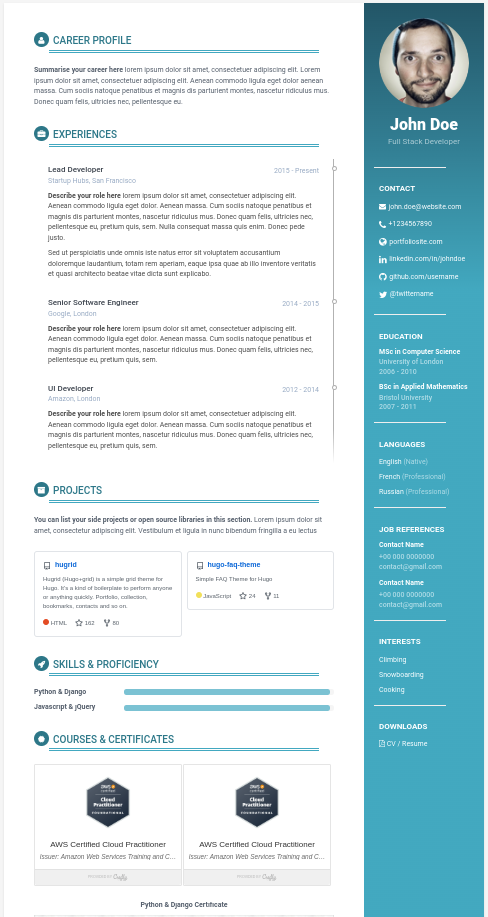 CAREER PROFILE
Summarise your career here lorem ipsum dolor sit amet, consectetuer adipiscing elit. Lorem
ipsum dolor sit amet, consectetuer adipiscing elit. Aenean commodo ligula eget dolor. Aenean
massa. Cum sociis natoque penatibus et magnis dis parturient montes, nascetur ridiculus mus.
Donec quam felis, ultricies nec, pellentesque eu.
EXPERIENCES
Lead Developer
2015 - Present
Startup Hubs, San Francisco
Describe your role here lorem ipsum dolor sit amet, consectetuer adipiscing elit.
Aenean commodo ligula eget dolor. Aenean massa. Cum sociis natoque penatibus et
magnis dis parturient montes, nascetur ridiculus mus. Donec quam felis, ultricies nec,
pellentesque eu, pretium quis, sem. Nulla consequat massa quis enim. Donec pede
justo.
Sed ut perspiciatis unde omnis iste natus error sit voluptatem accusantium
doloremque laudantium, totam rem aperiam, eaque ipsa quae ab illo inventore veritatis
et quasi architecto beatae vitae dicta sunt explicabo.
Senior Software Engineer
2014 - 2015
Google, London
Describe your role here lorem ipsum dolor sit amet, consectetuer adipiscing elit.
Aenean commodo ligula eget dolor. Aenean massa. Cum sociis natoque penatibus et
magnis dis parturient montes, nascetur ridiculus mus. Donec quam felis, ultricies nec,
pellentesque eu, pretium quis, sem.
UI Developer
2012 - 2014
Amazon, London
Describe your role here lorem ipsum dolor sit amet, consectetuer adipiscing elit.
Aenean commodo ligula eget dolor. Aenean massa. Cum sociis natoque penatibus et
magnis dis parturient montes, nascetur ridiculus mus. Donec quam felis, ultricies nec,
pellentesque eu, pretium quis, sem.
PROJECTS
You can list your side projects or open source libraries in this section. Lorem ipsum dolor sit
amet, consectetuer adipiscing elit. Vestibulum et ligula in nunc bibendum fringilla a eu lectus
hugrid
Hugrid (Hugo+grid) is a simple grid theme for
Hugo. It's a kind of boilerplate to perform anyone
or anything quickly. Portfolio, collection,
bookmarks, contacts and so on.
HTML 162 80
hugo-faq-theme
Simple FAQ Theme for Hugo
JavaScript 24 11
SKILLS & PROFICIENCY
Python & Django
Javascript & jQuery
COURSES & CERTIFICATES
aws
certified
Cloud
Practitioner
FOUNDATIONAL
AWS Certified Cloud Practitioner
Issuer: Amazon Web Services Training and C...
Credly
aws
certified
Cloud
Practitioner
FOUNDATIONAL
AWS Certified Cloud Practitioner
Issuer: Amazon Web Services Training and C...
Credly
Python & Django Certificate
John Doe
Full Stack Developer
CONTACT
john.doe@website.com
+1234567890
portfoliosite.com
linkedin.com/in/johndoe
github.com/username
@twittername
EDUCATION
MSc in Computer Science
University of London
2006 - 2010
BSc in Applied Mathematics
Bristol University
2007 - 2011
LANGUAGES
English (Native)
French (Professional)
Russian (Professional)
JOB REFERENCES
Contact Name
+00 000 0000000
contact@gmail.com
Contact Name
+00 000 0000000
contact@gmail.com
INTERESTS
Climbing
Snowboarding
Cooking
DOWNLOADS
CV / Resume